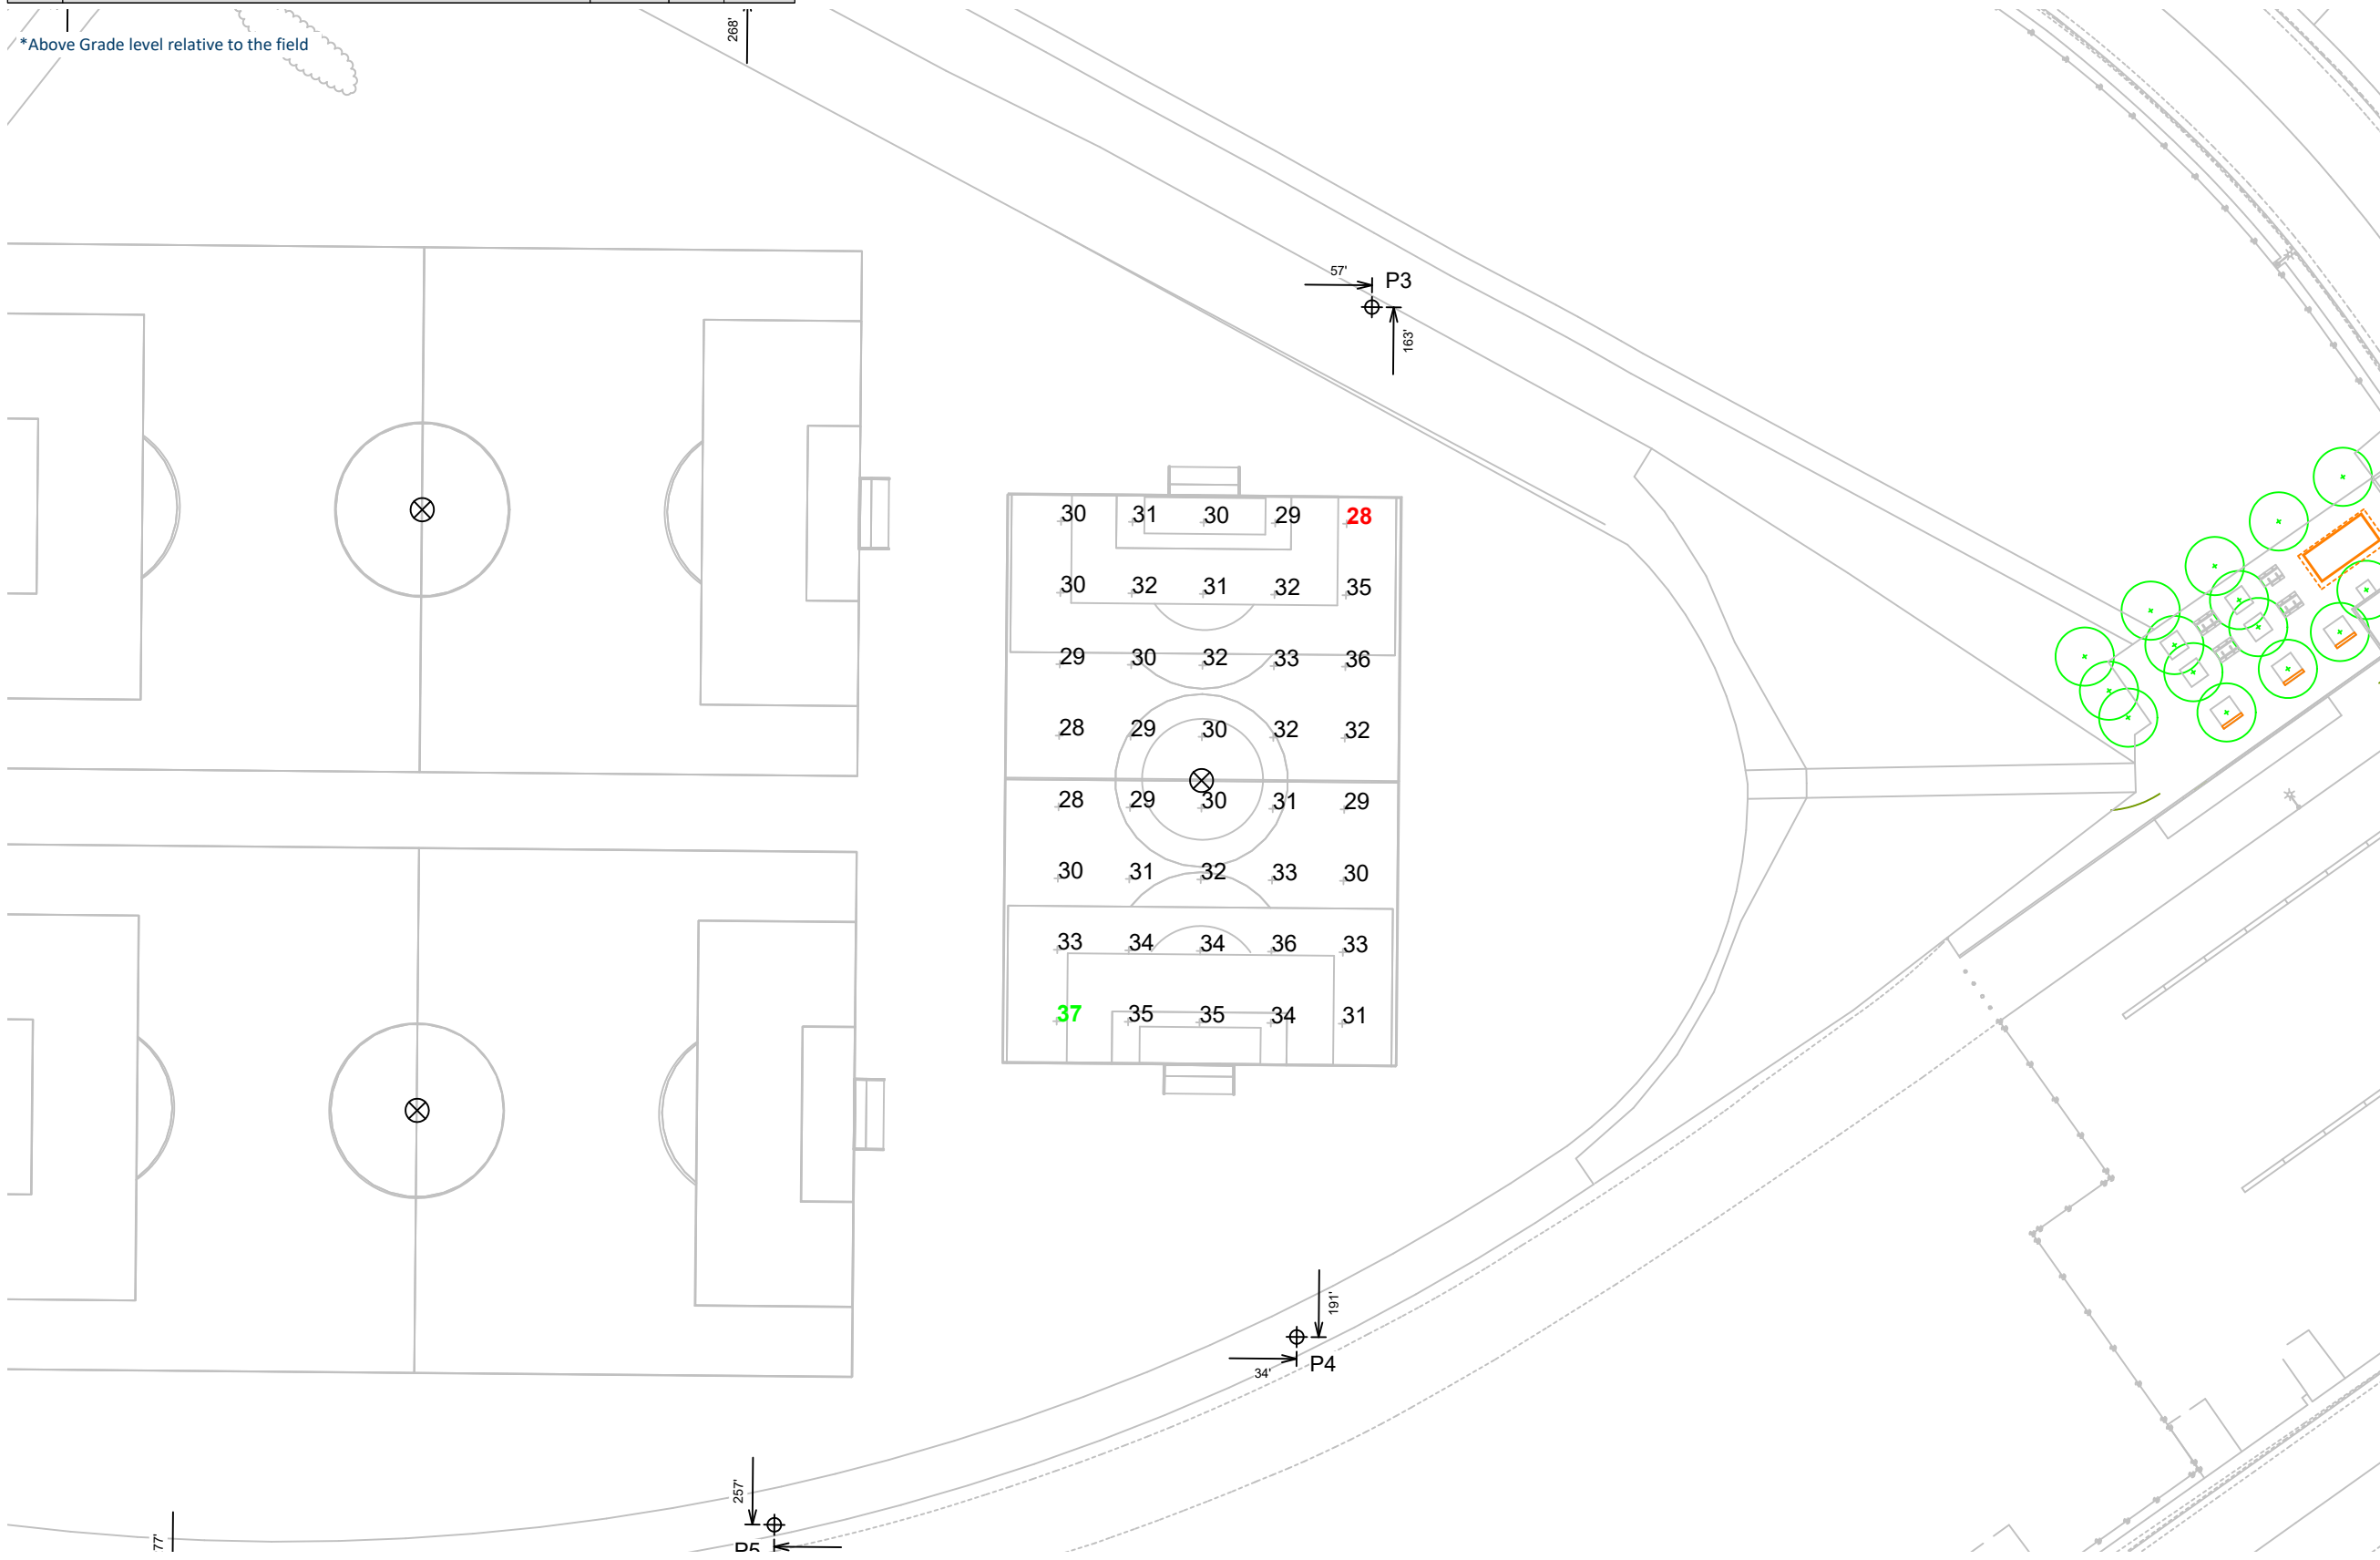 268'
*Above Grade level relative to the field
57'
P3
163'
30 31 30 29 28
30 32 31 32 35
29 30 32 33 36
28 29 30 32 32
28 29 30 31 29
30 31 32 33 30
33 34 34 36 33
37 35 35 34 31
191'
P4
34'
257'
P5
77'